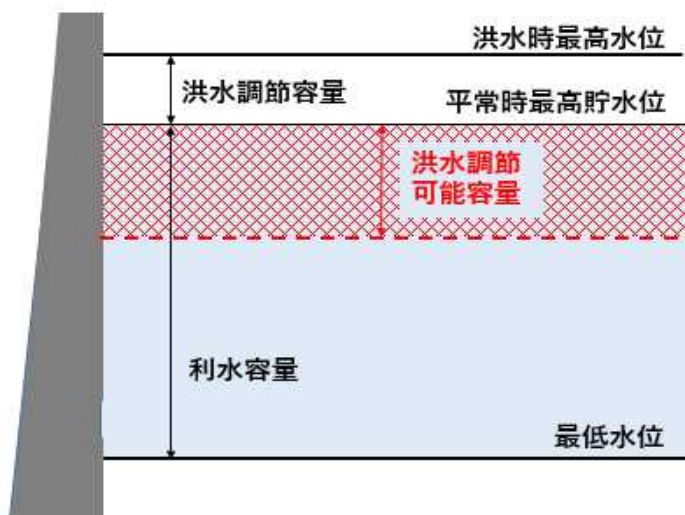 洪水時最高水位
洪水調節容量
平常時最高貯水位
洪水調節
可能容量
利水容量
最低水位